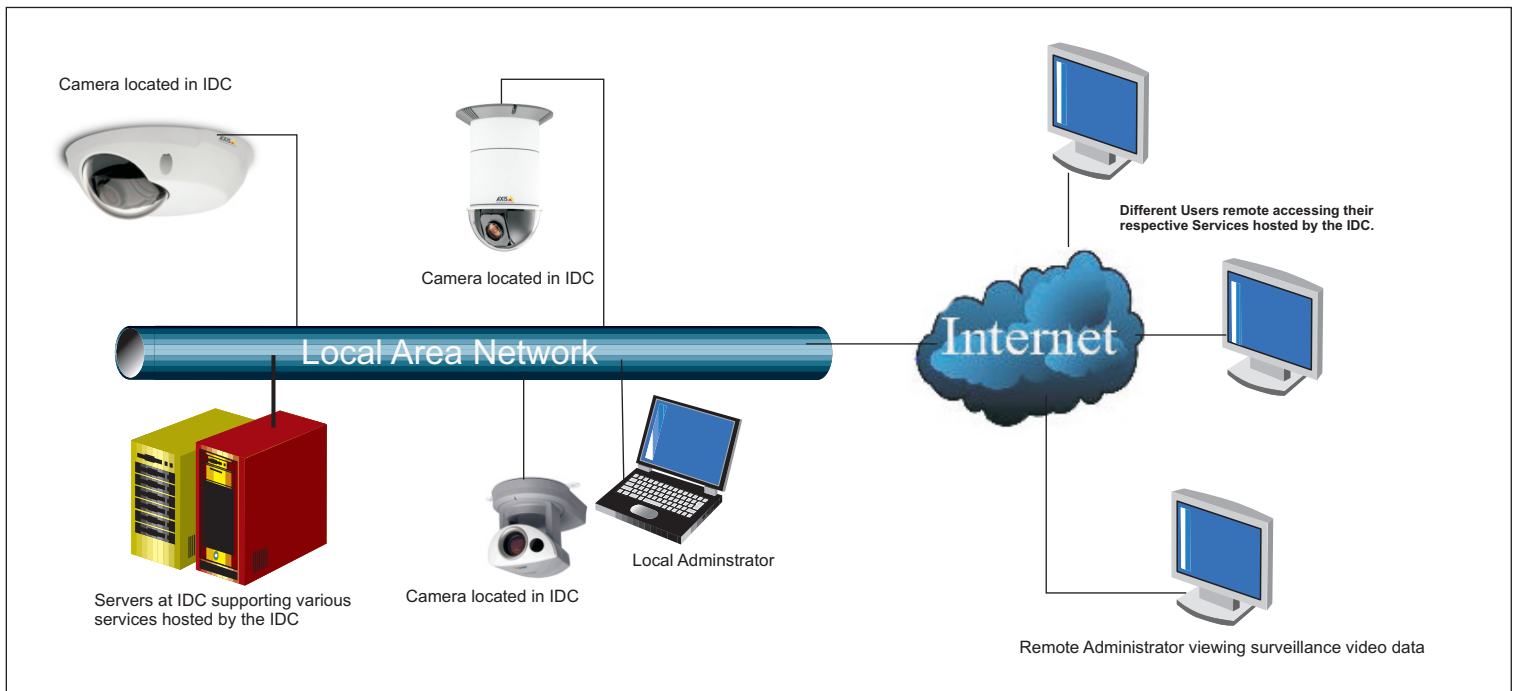 Camera located in IDC
AXIS
AXIS
Camera located in IDC
Different Users remote accessing their
respective Services hosted by the IDC.
Local Area Network
Internet
Servers at IDC supporting various
services hosted by the IDC
Camera located in IDC
Local Adminstrator
Remote Administrator viewing surveillance video data